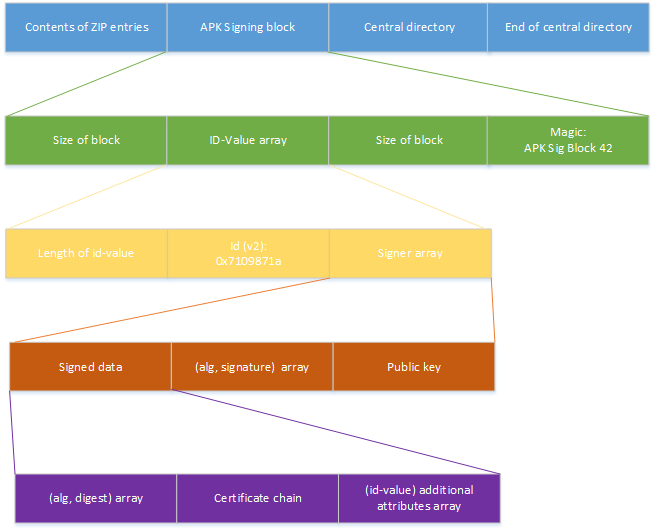 Contents of ZIP entries
APK Signing block
Central directory
End of central directory
Size of block
ID-Value array
Size of block
Magic:
APK Sig Block 42
Length of id-value
Id (v2):
0x7109871a
Signer array
Signed data
(alg, signature) array
Public key
(alg, digest) array
Certificate chain
(id-value) additional
attributes array